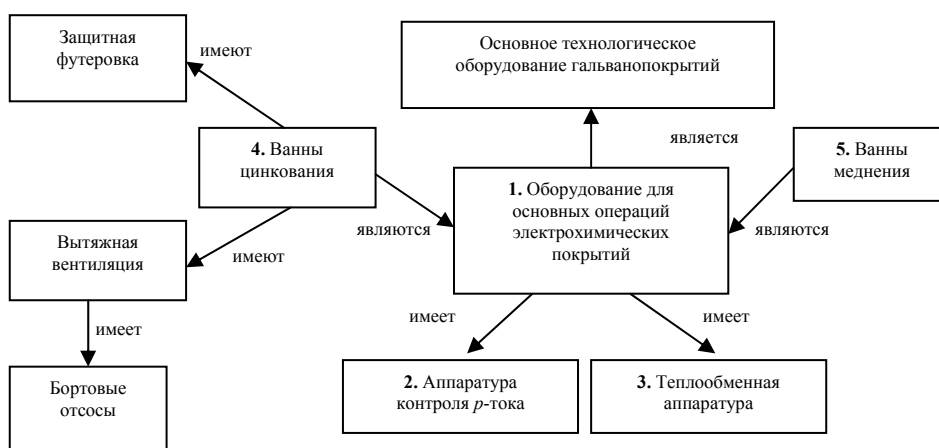 Защитная
футеровка
имеют
Основное технологическое
оборудование гальванопокрытий
является
4. Ванны
цинкования
5. Ванны
меднения
1. Оборудование для
основных операций
электрохимических
покрытий
являются
являются
Вытяжная
вентиляция
имеют
имеет
имеет
имеет
Бортовые
отсосы
2. Аппаратура
контроля p-тока
3. Теплообменная
аппаратура